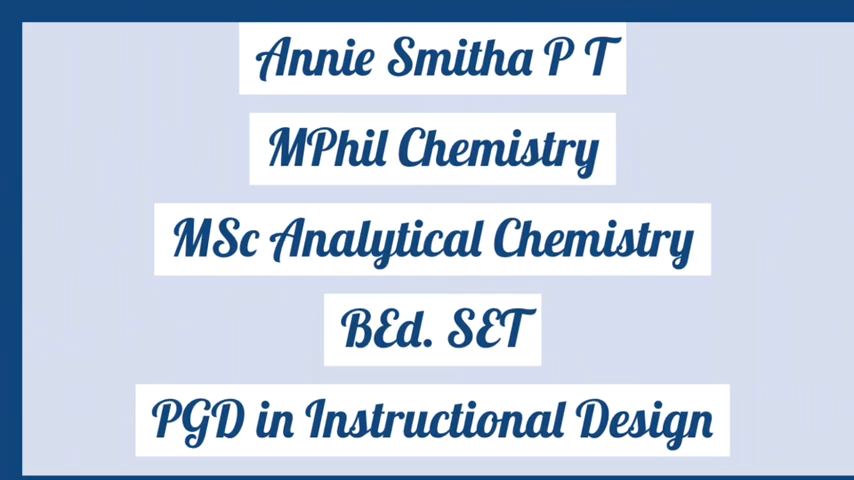 Annie Smitha P T
MPhil Chemistry
MSc Analytical Chemistry
BEd. SET
PGD in Instructional Design